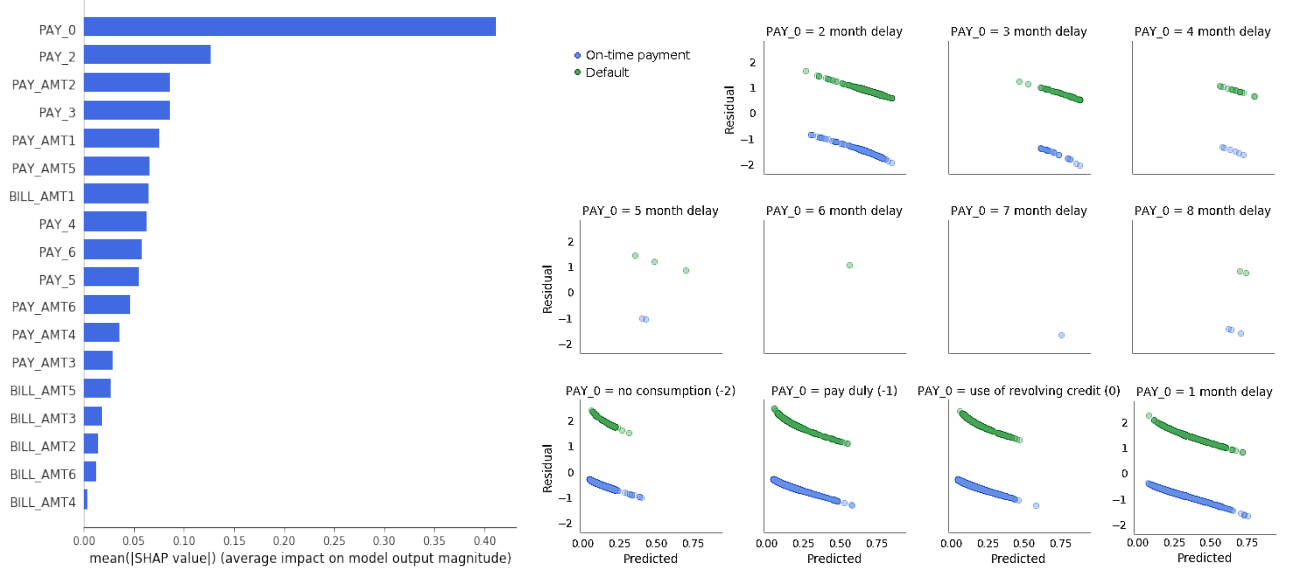 PAY_0
PAY_2
PAY_AMT2
PAY_3
PAY_AMT1
PAY_AMT5
BILL_AMT1
PAY_4
PAY_6
PAY_5
PAY_AMT6
PAY_AMT4
PAY_AMT3
BILL_AMT5
BILL_AMT3
BILL_AMT2
BILL_AMT6
BILL_AMT4
0.00 0.05 0.10 0.15 0.20 0.25 0.30 0.35 0.40
mean(|SHAP value|) (average impact on model output magnitude)
On-time payment
Default
PAY_0 = 2 month delay
PAY_0 = 3 month delay
PAY_0 = 4 month delay
Residual
2
1
0
−1
−2
PAY_0 = 5 month delay
PAY_0 = 6 month delay
PAY_0 = 7 month delay
PAY_0 = 8 month delay
Residual
2
1
0
−1
−2
PAY_0 = no consumption (-2)
PAY_0 = pay duly (-1)
PAY_0 = use of revolving credit (0)
PAY_0 = 1 month delay
Residual
2
1
0
−1
−2
2
1
0
−1
−2
0.00 0.25 0.50 0.75
0.00 0.25 0.50 0.75
0.00 0.25 0.50 0.75
0.00 0.25 0.50 0.75
Predicted
Predicted
Predicted
Predicted